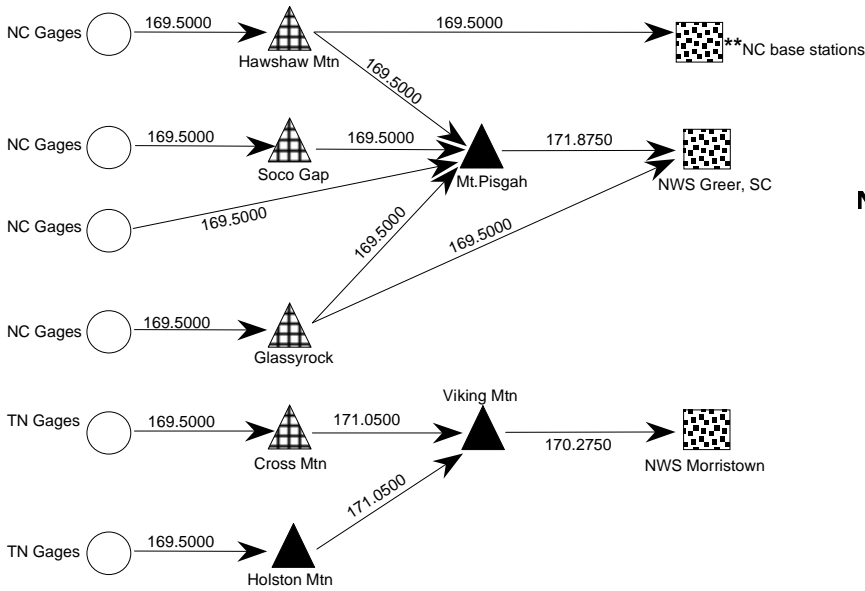 NC Gages
169.5000
Hawshaw Mtn
169.5000
**NC base stations
169.5000
NC Gages
169.5000
Soco Gap
169.5000
Mt.Pisgah
171.8750
NWS Greer, SC
N
NC Gages
169.5000
169.5000
169.5000
NC Gages
169.5000
Glassyrock
TN Gages
169.5000
Cross Mtn
171.0500
Viking Mtn
170.2750
NWS Morristown
171.0500
TN Gages
169.5000
Holston Mtn